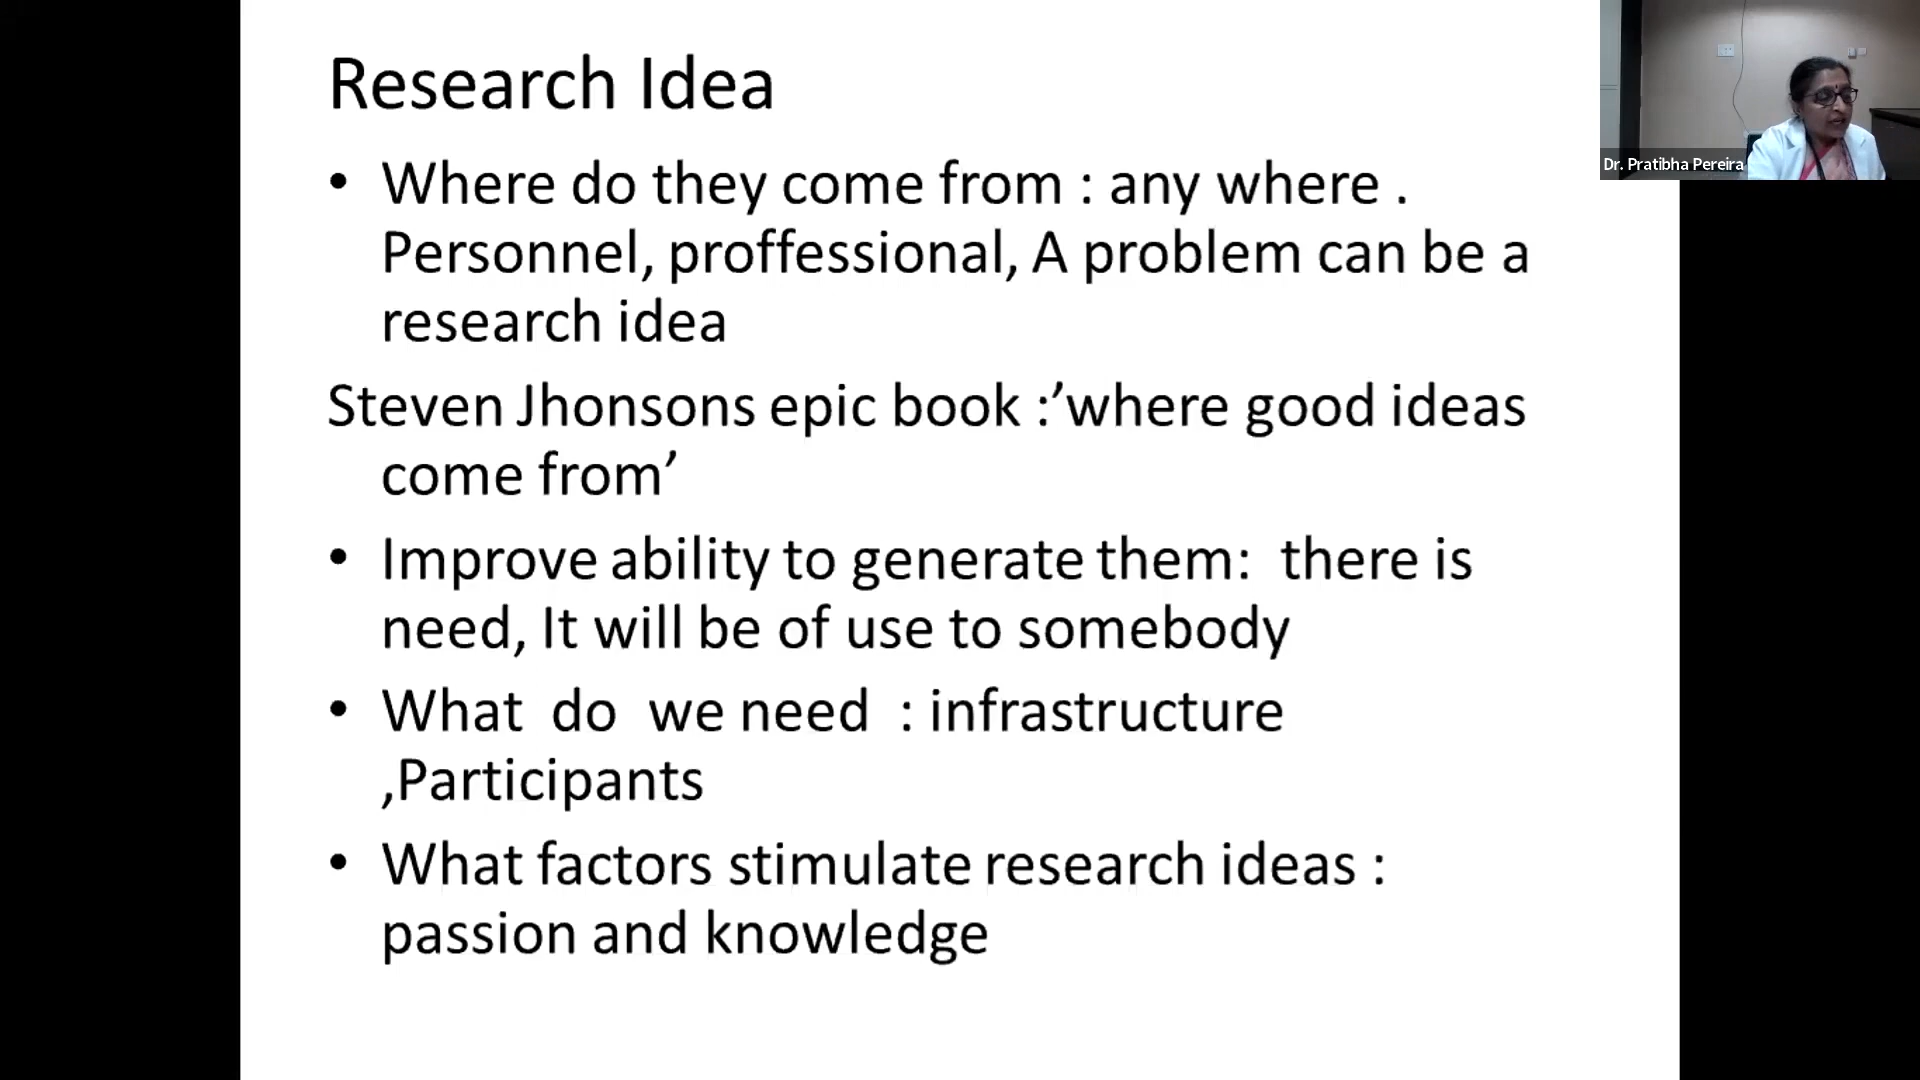 Research Idea
• Where do they come from : any where .
Personnel, proffessional, A problem can be a
research idea
Steven Jhonsons epic book :’where good ideas
come from’
• Improve ability to generate them:  there is
need, It will be of use to somebody
• What  do  we need  : infrastructure
,Participants
• What factors stimulate research ideas :
passion and knowledge
Dr. Pratibha Pereira